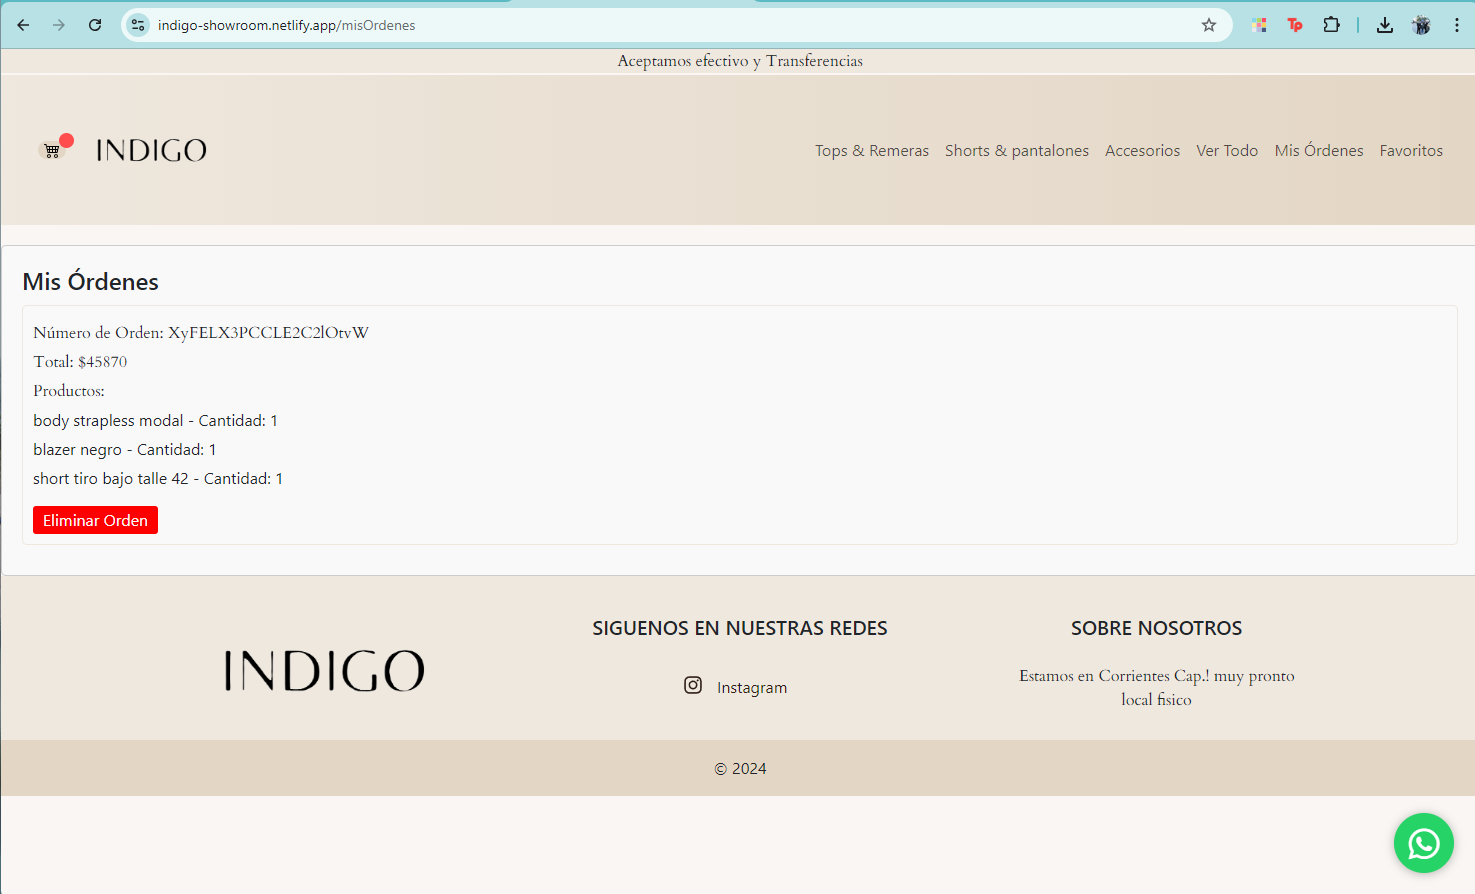 indigo-showroom.netlify.app/misOrdenes
Aceptamos efectivo y Transferencias
INDIGO
Tops & Remeras Shorts & pantalones Accesorios Ver Todo Mis Órdenes Favoritos
Mis Órdenes
Número de Orden: XyFELX3PCCLE2C2lOtvW
Total: $45870
Productos:
body strapless modal - Cantidad: 1
blazer negro - Cantidad: 1
short tiro bajo talle 42 - Cantidad: 1
Eliminar Orden
INDIGO
SIGUENOS EN NUESTRAS REDES
Instagram
SOBRE NOSOTROS
Estamos en Corrientes Cap.! muy pronto
local fisico
© 2024